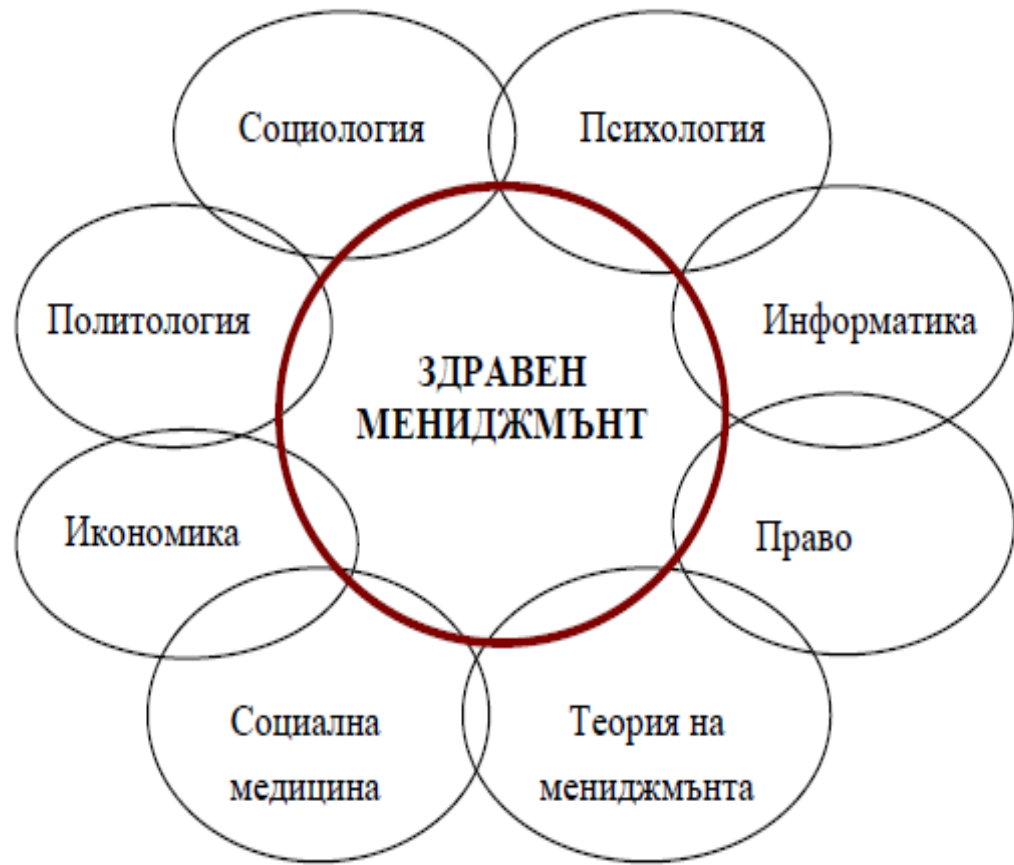 Социология
Психология
Политология
Информатика
ЗДРАВЕН
МЕНИДЖМЪНТ
Икономика
Право
Социална
медицина
Теория на
мениджмънта